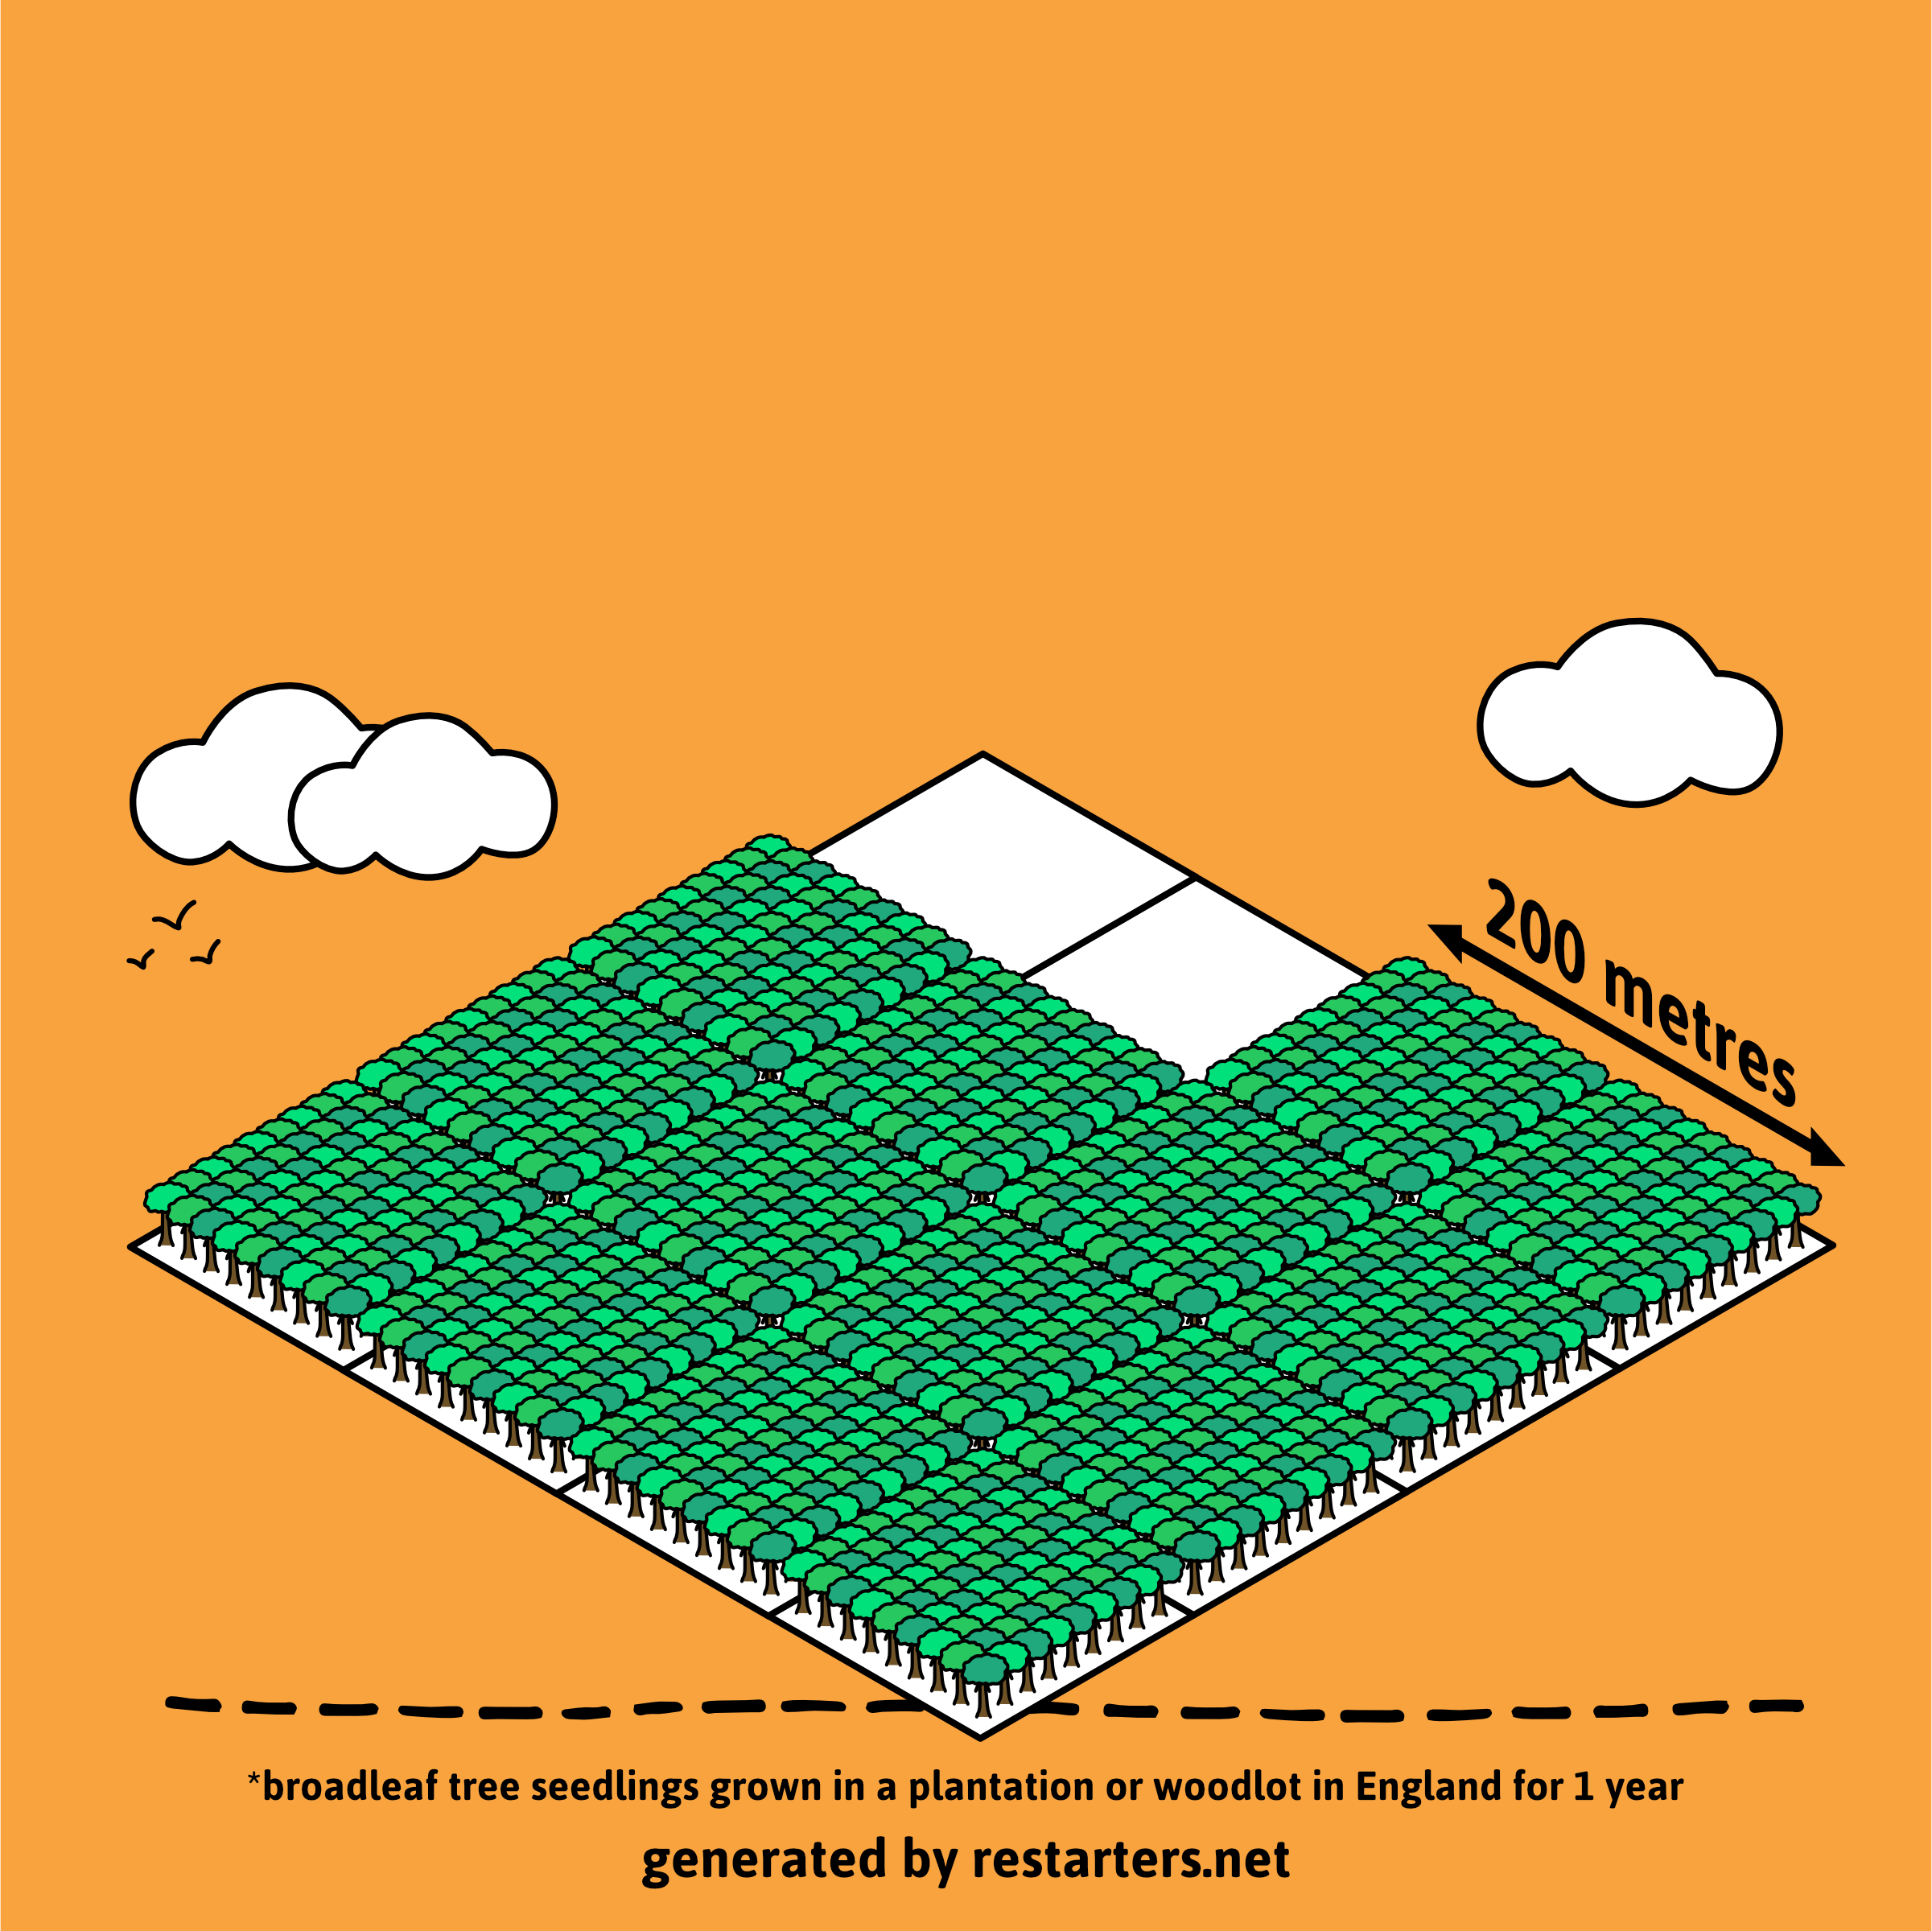 200 metres
*broadleaf tree seedlings grown in a plantation or woodlot in England for 1 year
generated by restarters.net